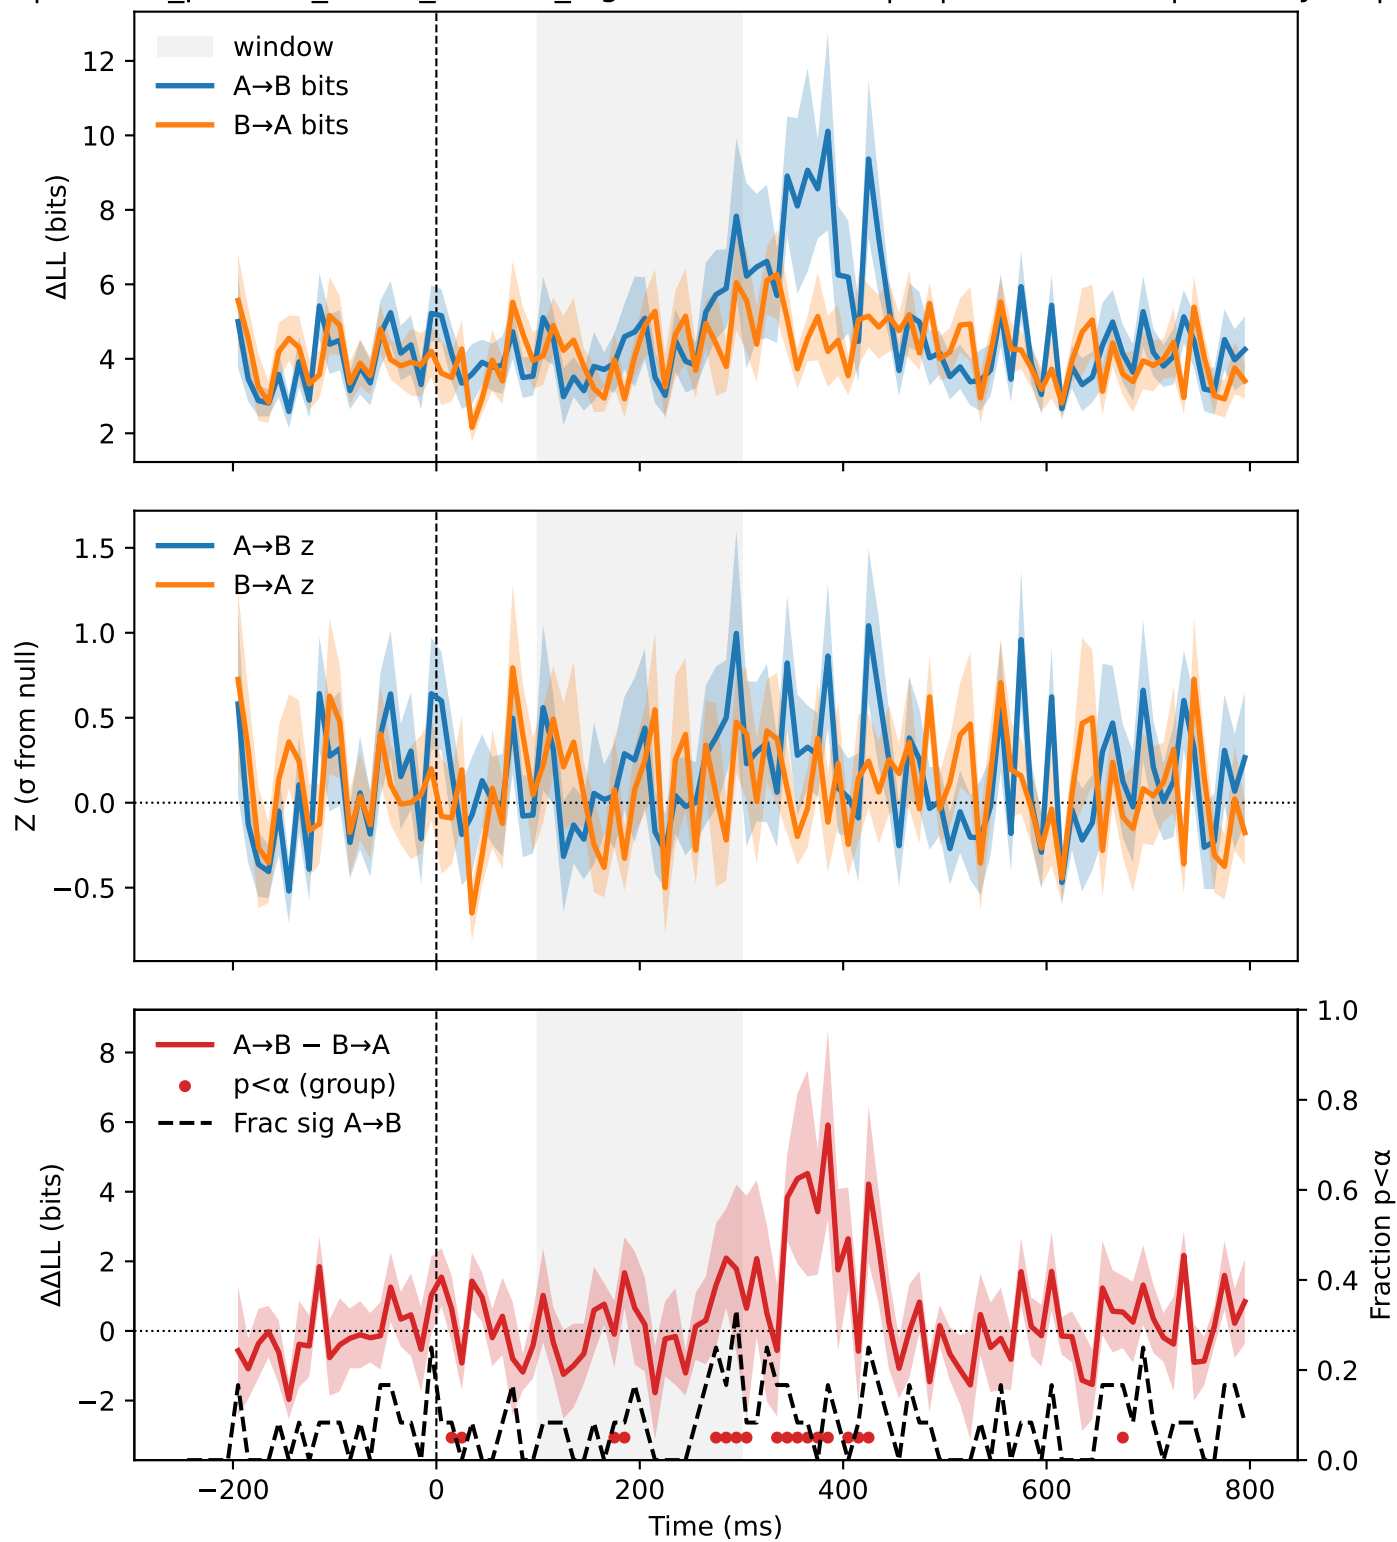 window
A→B bits
B→A bits
ΔLL (bits)
12
10
8
6
4
2
A→B z
B→A z
Z (σ from null)
1.5
1.0
0.5
0.0
−0.5
A→B − B→A
p<α (group)
Frac sig A→B
ΔΔLL (bits)
8
6
4
2
0
−2
1.0
0.8
0.6
0.4
0.2
0.0
Fraction p<α
−200
0
200
400
600
800
Time (ms)